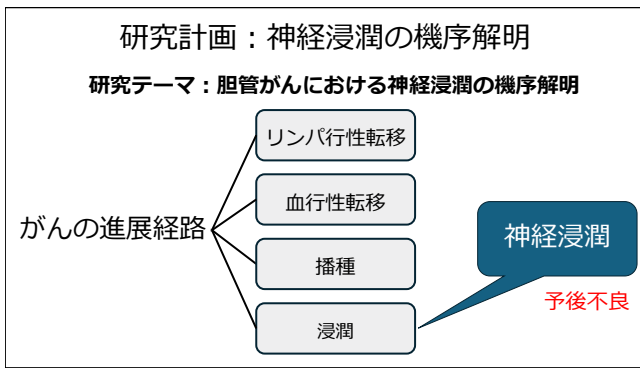 研究計画：神経浸潤の機序解明
研究テーマ：胆管がんにおける神経浸潤の機序解明
リンパ行性転移
血行性転移
がんの進展経路
神経浸潤
播種
予後不良
浸潤